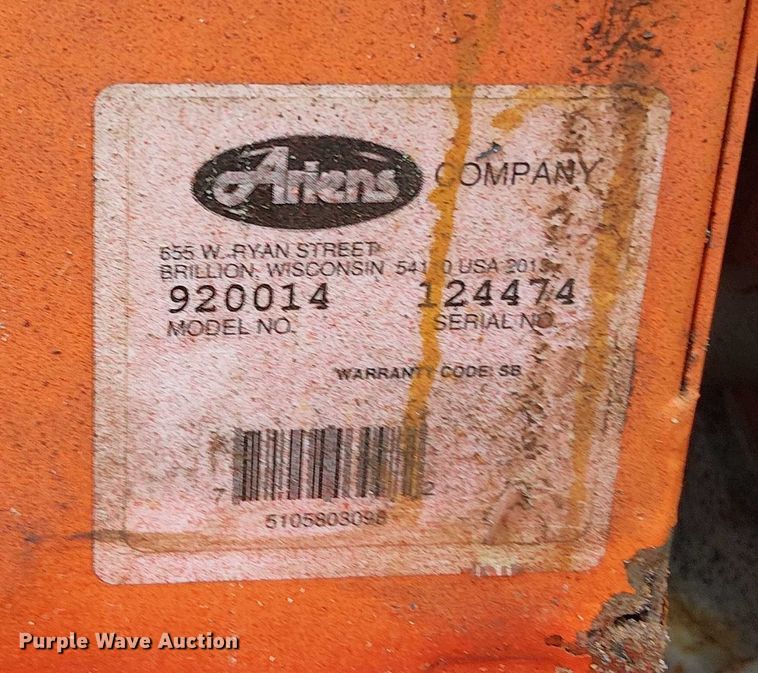 Ariens COMPANY
655 W. RYAN STREET
BRILLION, WISCONSIN USA
920014 124474
MODEL NO. SERIAL NO.
WARRANTY CODE: SB
7 2
Purple Wave Auction